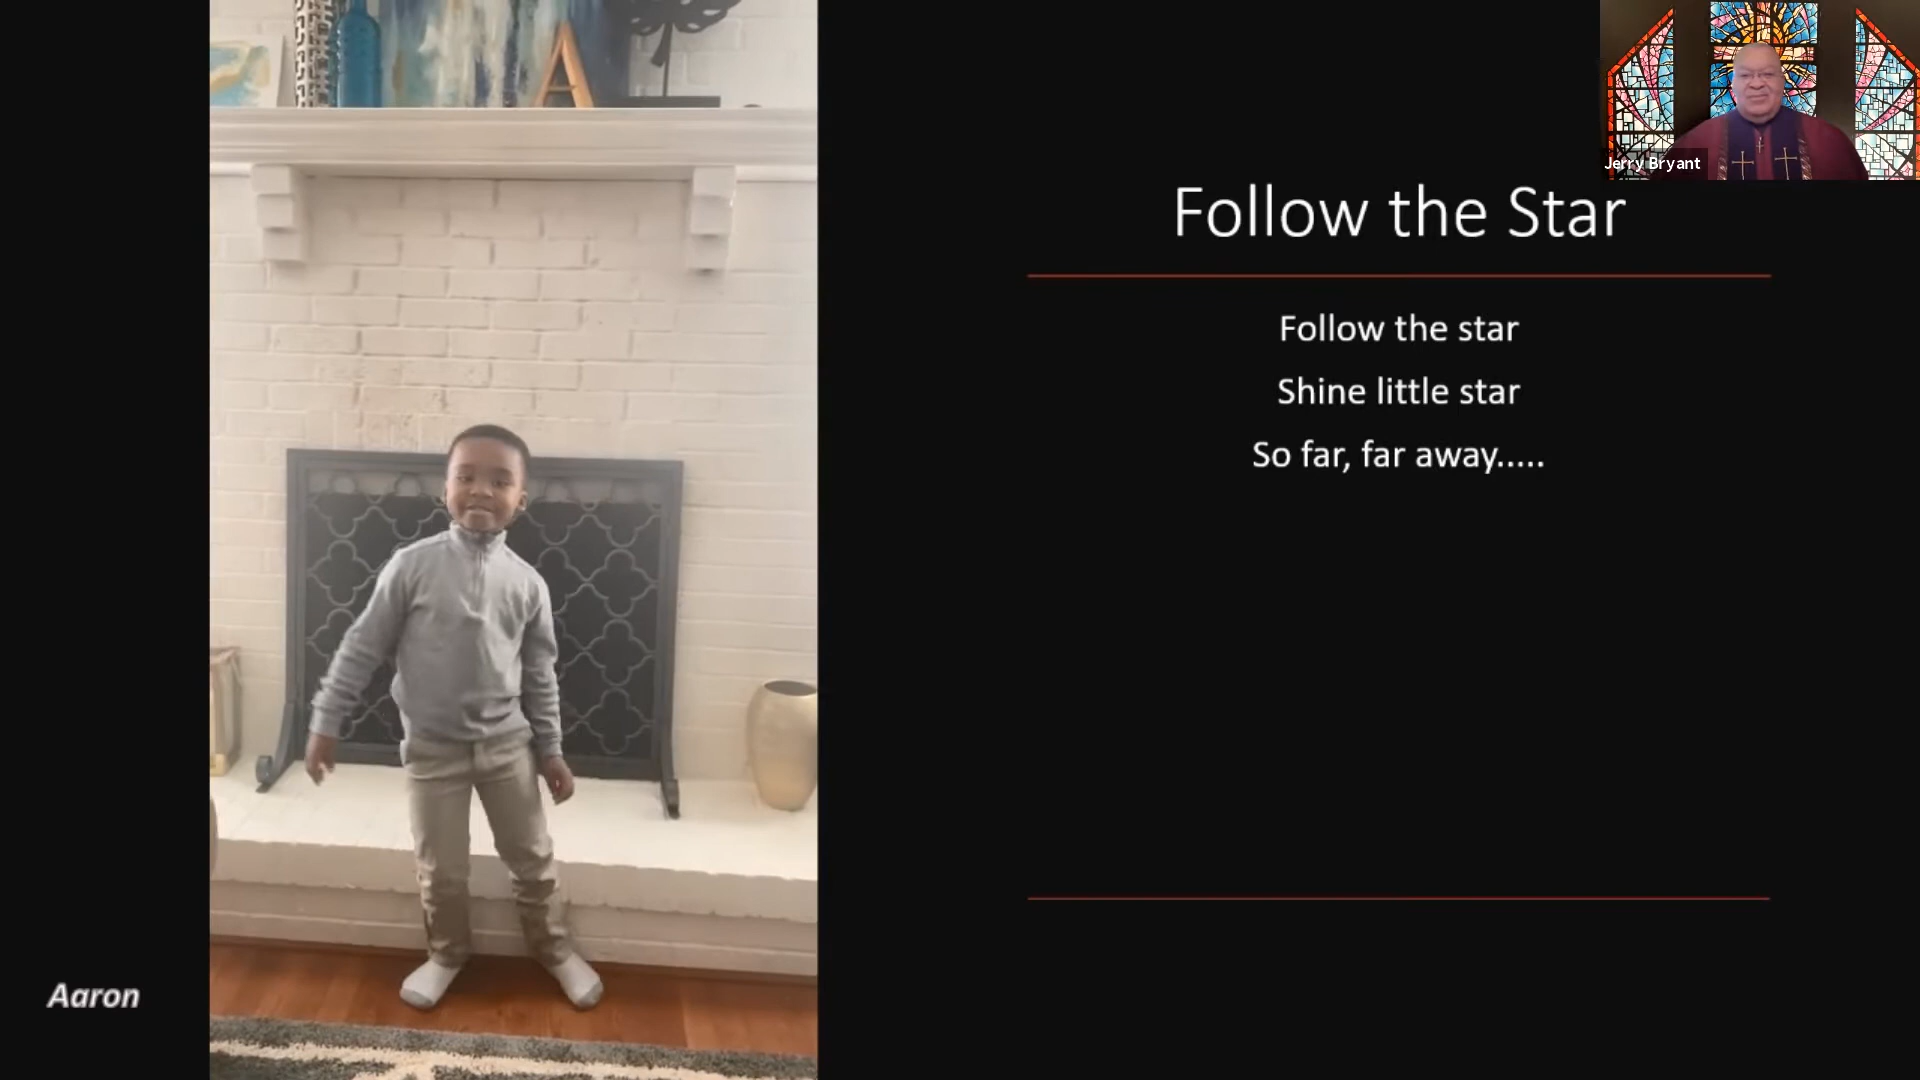 Jerry Bryant
Follow the Star
Follow the star
Shine little star
So far, far away.....
Aaron